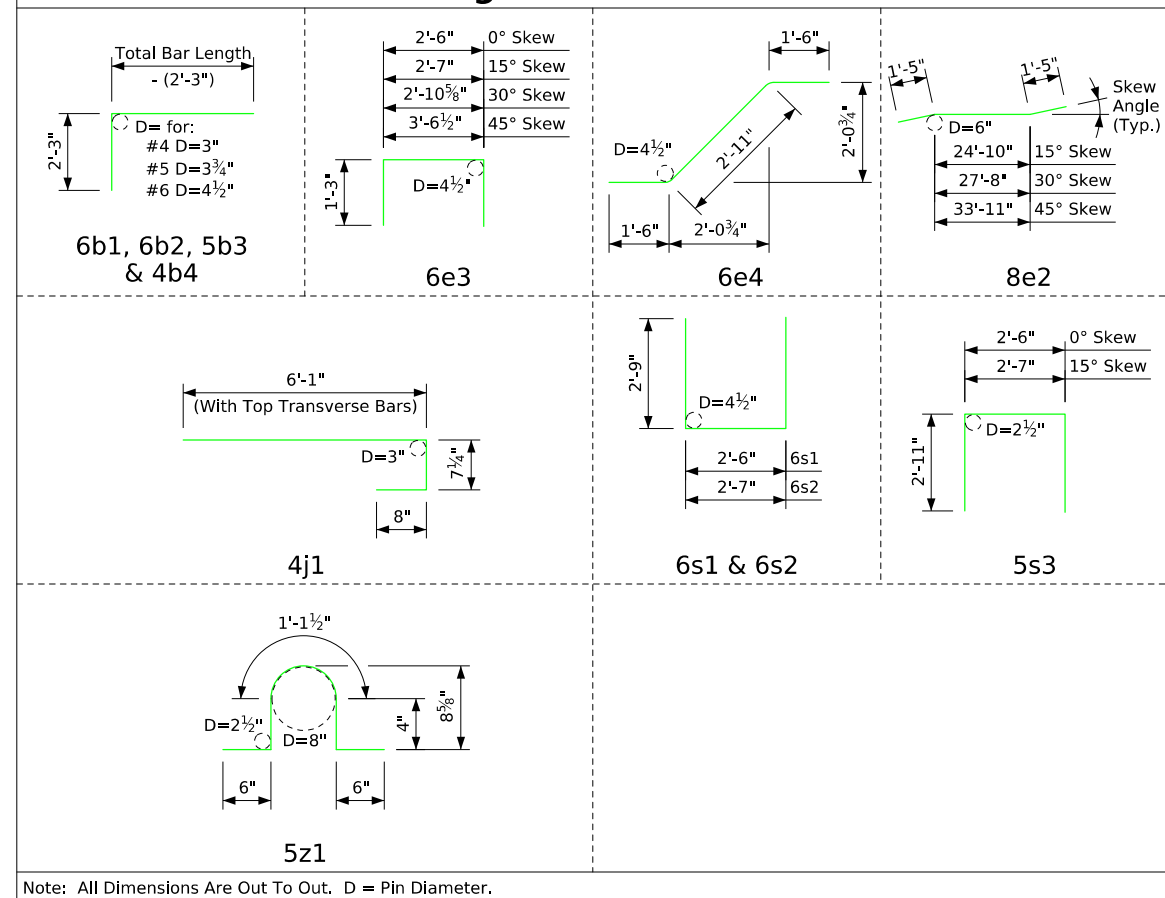 Total Bar Length
- (2'-3")
2'-3"
D= for:
#4 D=3"
#5 D=3¾"
#6 D=4½"
6b1, 6b2, 5b3
& 4b4
2'-6" 0° Skew
2'-7" 15° Skew
2'-10⅝" 30° Skew
3'-6½" 45° Skew
1'-3"
D=4½"
6e3
1'-6"
D=4½"
2'-11"
2'-0¾"
1'-6"
2'-0¾"
6e4
1'-5"
1'-5"
Skew
Angle
(Typ.)
D=6"
24'-10" 15° Skew
27'-8" 30° Skew
33'-11" 45° Skew
8e2
6'-1"
(With Top Transverse Bars)
D=3"
7¼"
8"
4j1
2'-9"
D=4½"
2'-6" 6s1
2'-7" 6s2
6s1 & 6s2
2'-6" 0° Skew
2'-7" 15° Skew
2'-11"
D=2½"
5s3
1'-1½"
D=2½"
D=8"
4"
8⅝"
6"
6"
5z1
Note: All Dimensions Are Out To Out. D = Pin Diameter.